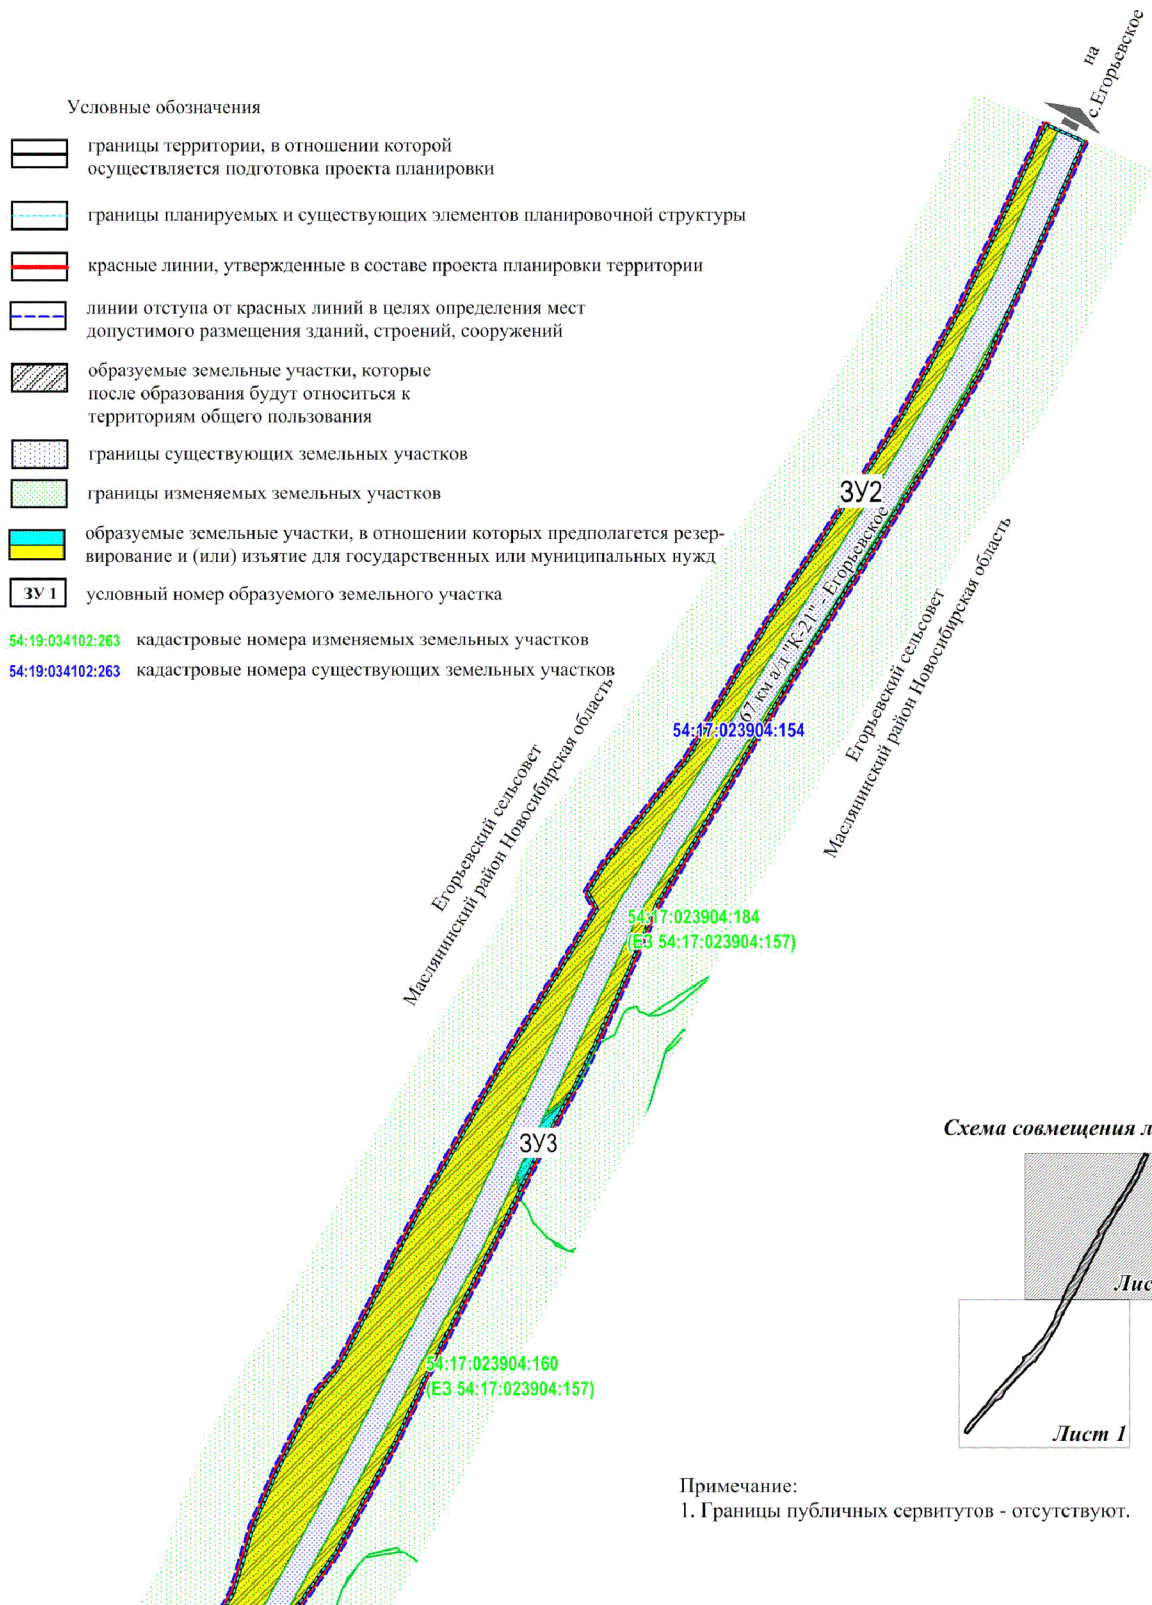 на
с.Егорьевское
Условные обозначения
границы территории, в отношении которой
осуществляется подготовка проекта планировки
границы планируемых и существующих элементов планировочной структуры
красные линии, утвержденные в составе проекта планировки территории
линии отступа от красных линий в целях определения мест
допустимого размещения зданий, строений, сооружений
образуемые земельные участки, которые
после образования будут относиться к
территориям общего пользования
границы существующих земельных участков
границы изменяемых земельных участков
образуемые земельные участки, в отношении которых предполагется резер-
вирование и (или) изъятие для государственных или муниципальных нужд
ЗУ 1 условный номер образуемого земельного участка
54:19:034102:263 кадастровые номера изменяемых земельных участков
54:19:034102:263 кадастровые номера существующих земельных участков
ЗУ2
67 км а/д "К-21" - Егорьевское
54:17:023904:154
Егорьевский сельсовет
Маслянинский район Новосибирская область
Егорьевский сельсовет
Маслянинский район Новосибирская область
54:17:023904:184
(ЕЗ 54:17:023904:157)
ЗУ3
54:17:023904:160
(ЕЗ 54:17:023904:157)
Схема совмещения л
Лис
Лист 1
Примечание:
1. Границы публичных сервитутов - отсутствуют.